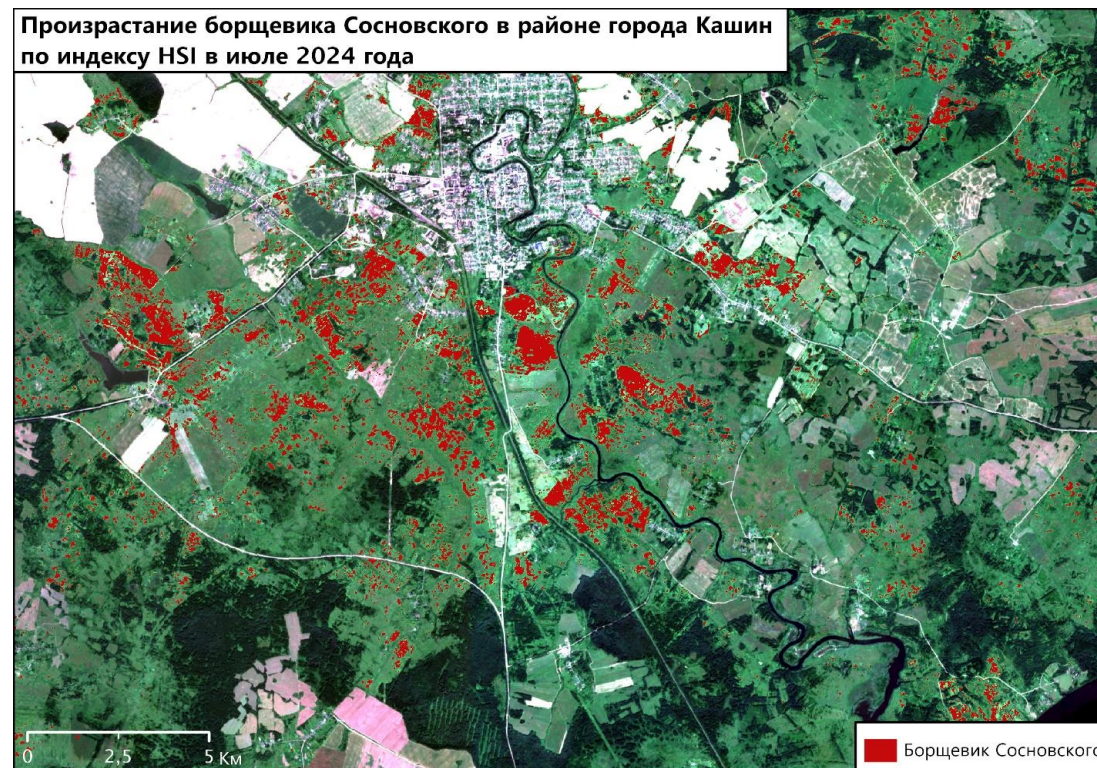 Произрастание борщевика Сосновского в районе города Кашин
по индексу HSI в июле 2024 года
0 2,5 5 Км
Борщевик Сосновского